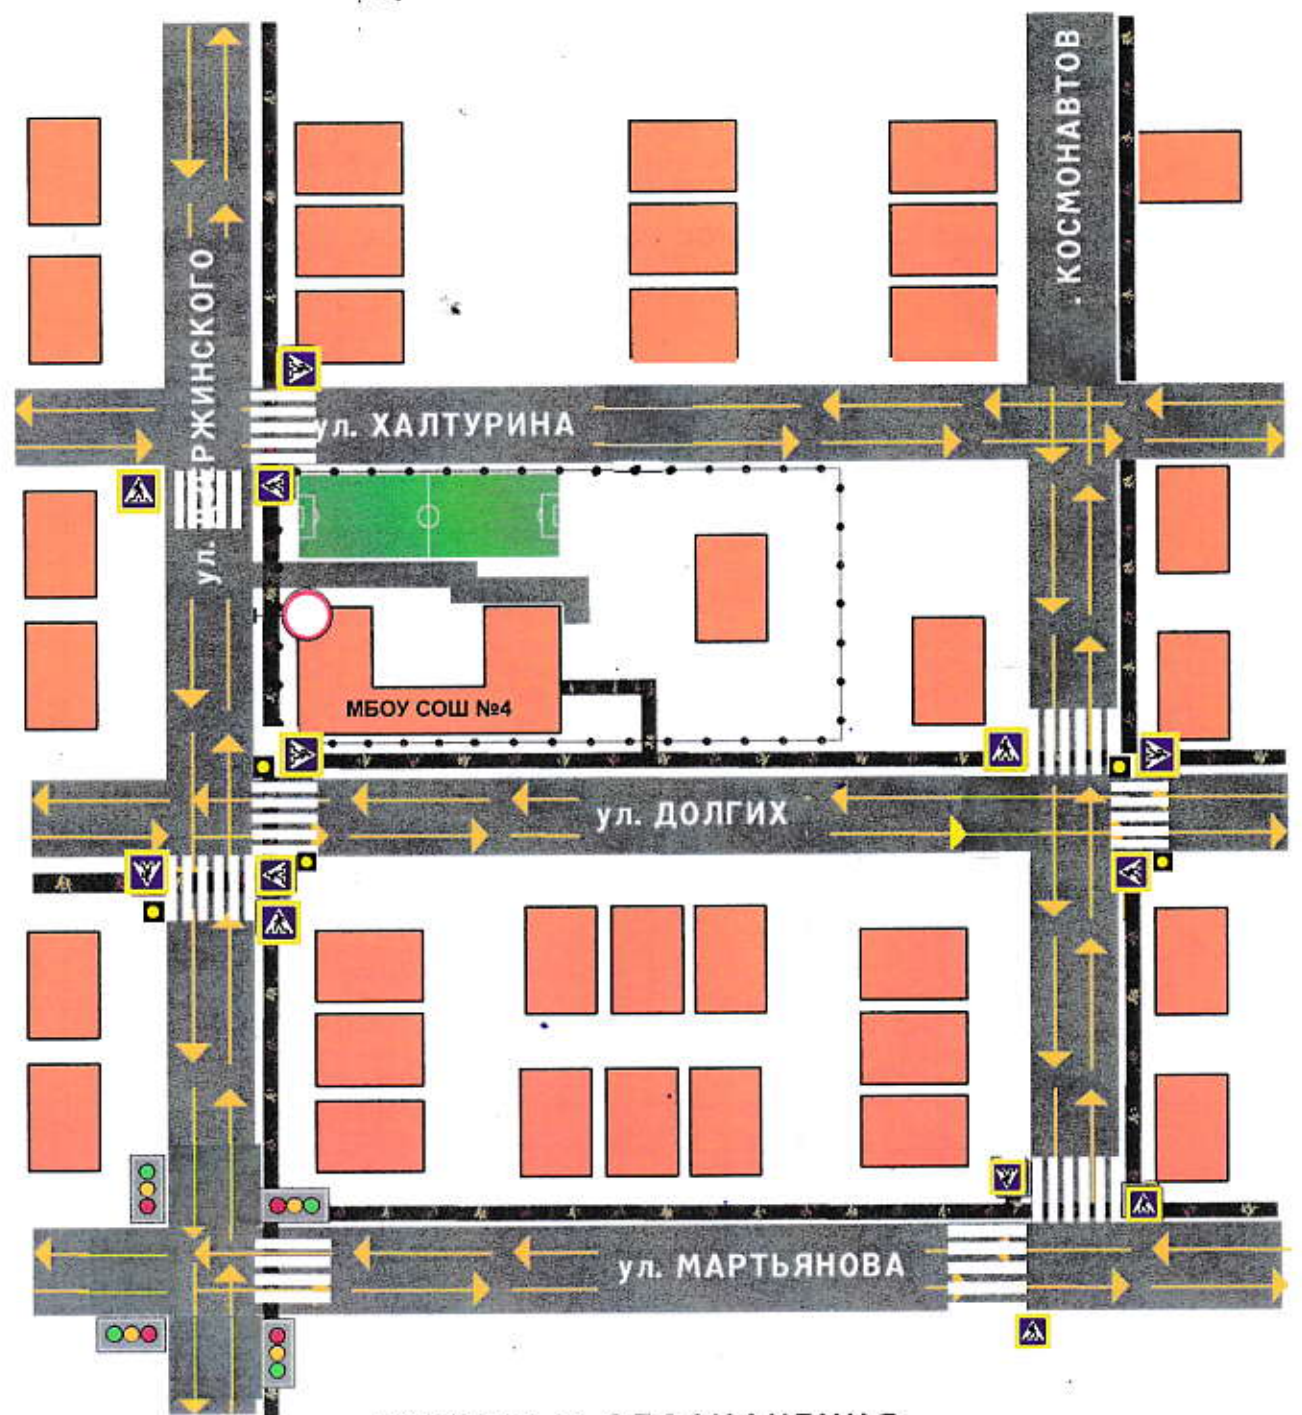 . КОСМОНАВТОВ
ул. ДЗЕРЖИНСКОГО
ул. ХАЛТУРИНА
МБОУ СОШ №4
ул. ДОЛГИХ
ул. МАРТЬЯНОВА